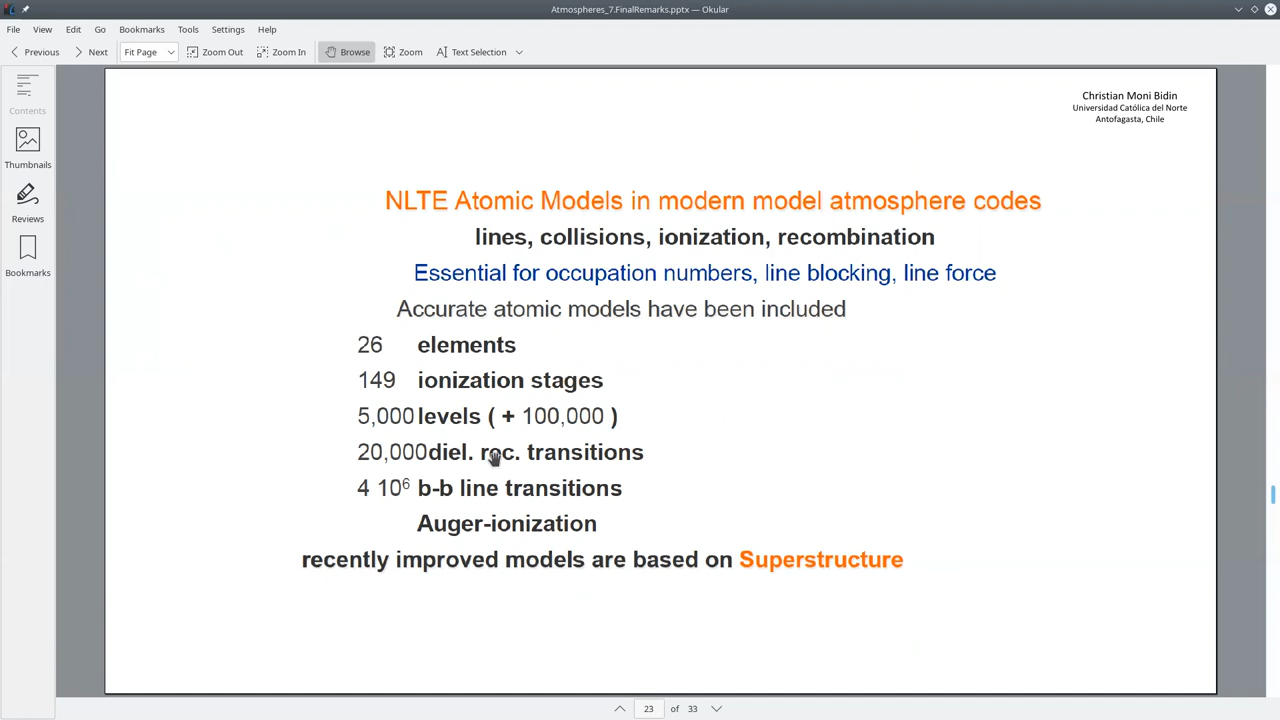 Atmospheres_7.FinalRemarks.pptx — Okular
File View Edit Go Bookmarks Tools Settings Help
Previous Next Fit Page Zoom Out Zoom In Browse Zoom Text Selection
Contents
Thumbnails
Reviews
Bookmarks
Christian Moni Bidin
Universidad Católica del Norte
Antofagasta, Chile
NLTE Atomic Models in modern model atmosphere codes
lines, collisions, ionization, recombination
Essential for occupation numbers, line blocking, line force
Accurate atomic models have been included
26 elements
149 ionization stages
5,000 levels ( + 100,000 )
20,000 diel. rec. transitions
4 10⁶ b-b line transitions
Auger-ionization
recently improved models are based on Superstructure
23 of 33